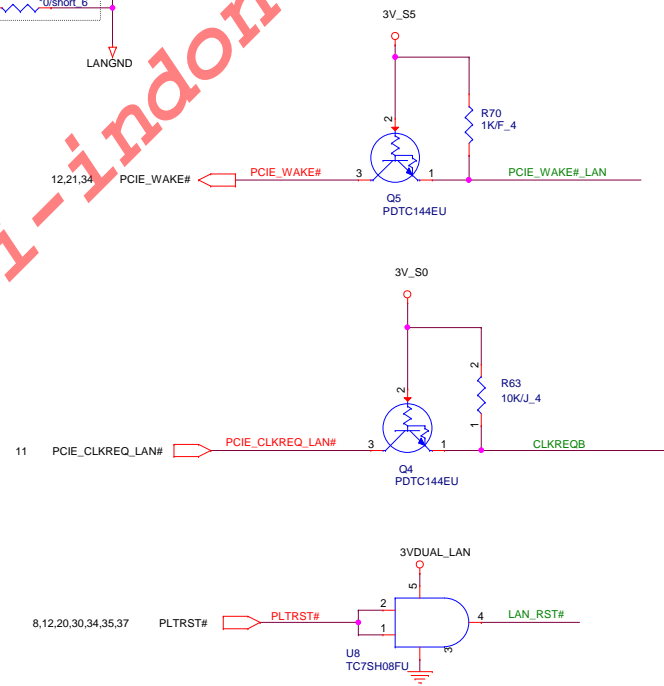 *0/short_6
LANGND
3V_S5
2
R70
1K/F_4
12,21,34 PCIE_WAKE# PCIE_WAKE# 3 1 PCIE_WAKE#_LAN
Q5
PDTC144EU
3V_S0
2
2
R63
10K/J_4
1
11 PCIE_CLKREQ_LAN# PCIE_CLKREQ_LAN# 3 1 CLKREQB
Q4
PDTC144EU
3VDUAL_LAN
5
8,12,20,30,34,35,37 PLTRST# PLTRST# 2 4 LAN_RST#
1
3
U8
TC7SH08FU
i-indon